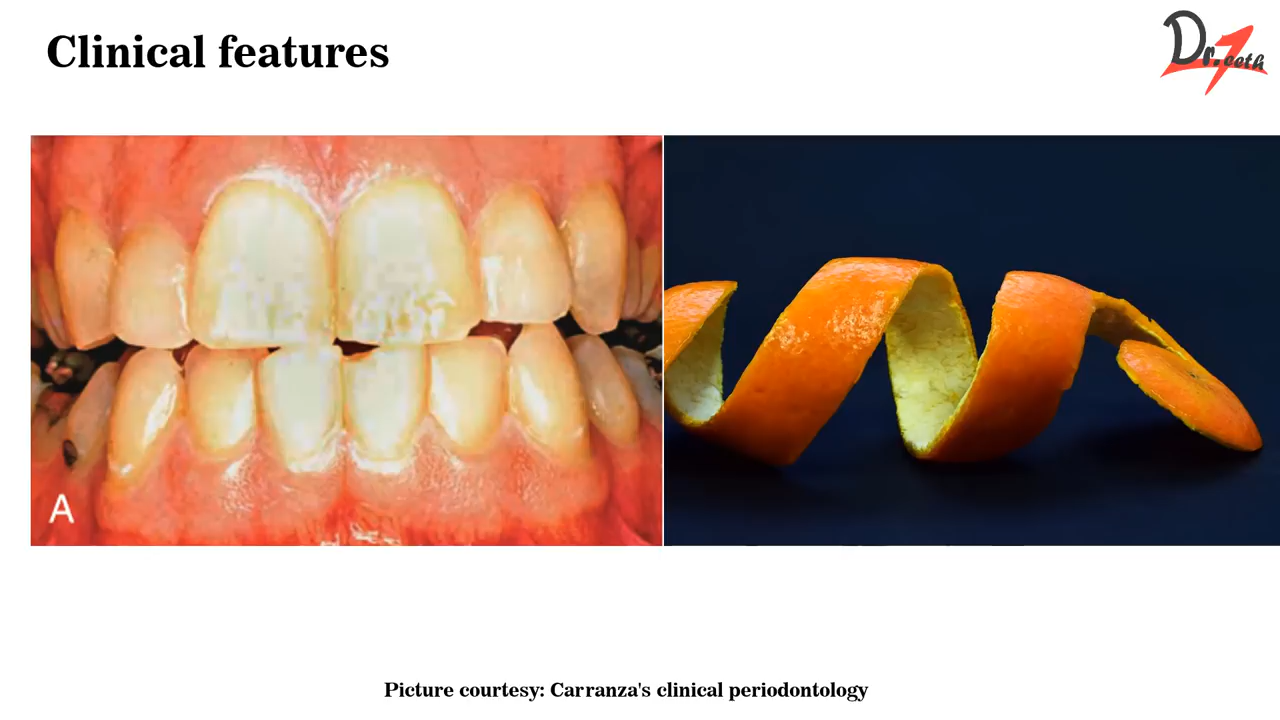 Clinical features
Dr.Teeth
A
Picture courtesy: Carranza's clinical periodontology